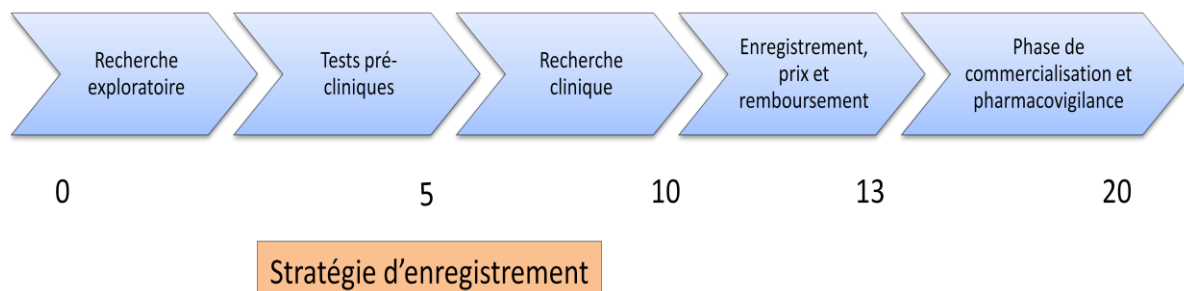 Recherche
exploratoire
Tests pré-
cliniques
Recherche
clinique
Enregistrement,
prix et
remboursement
Phase de
commercialisation et
pharmacovigilance
0
5
10
13
20
Stratégie d’enregistrement